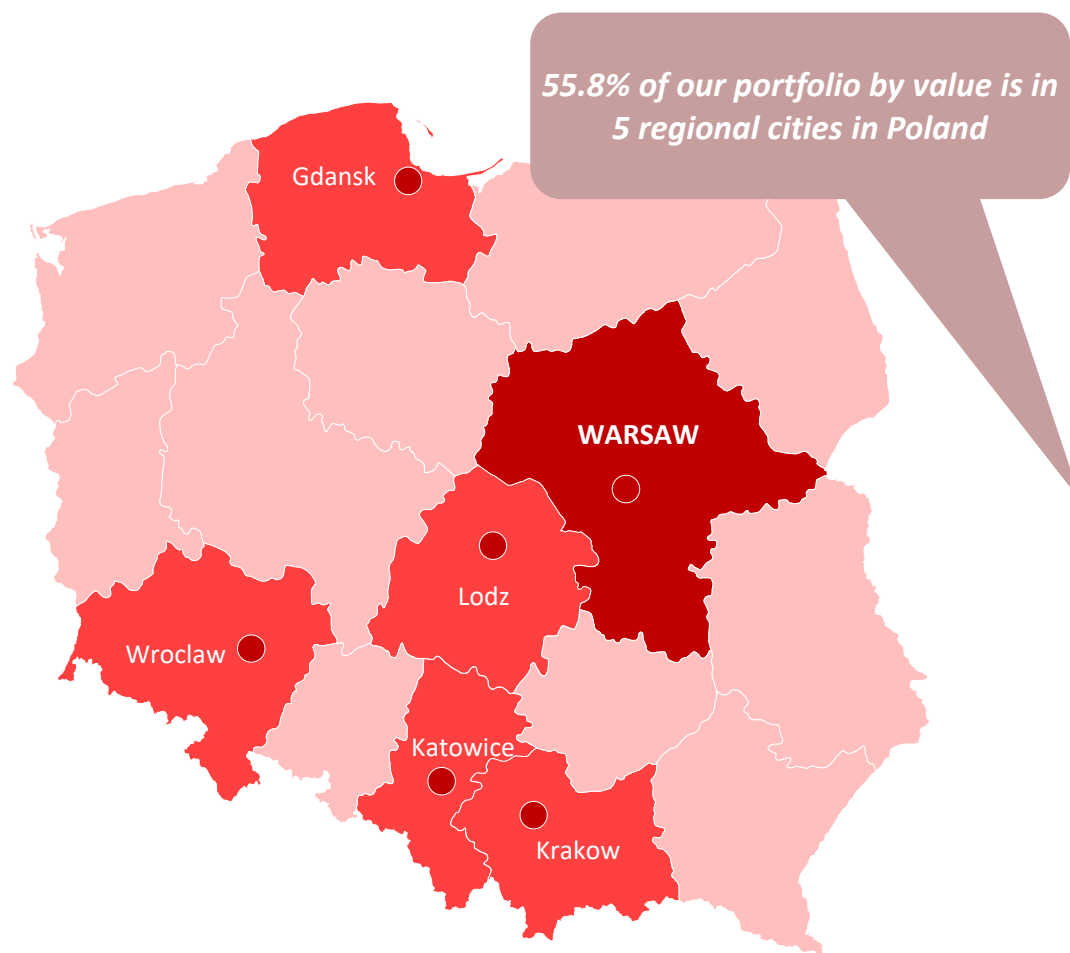 55.8% of our portfolio by value is in
5 regional cities in Poland
Gdansk
WARSAW
Lodz
Wroclaw
Katowice
Krakow